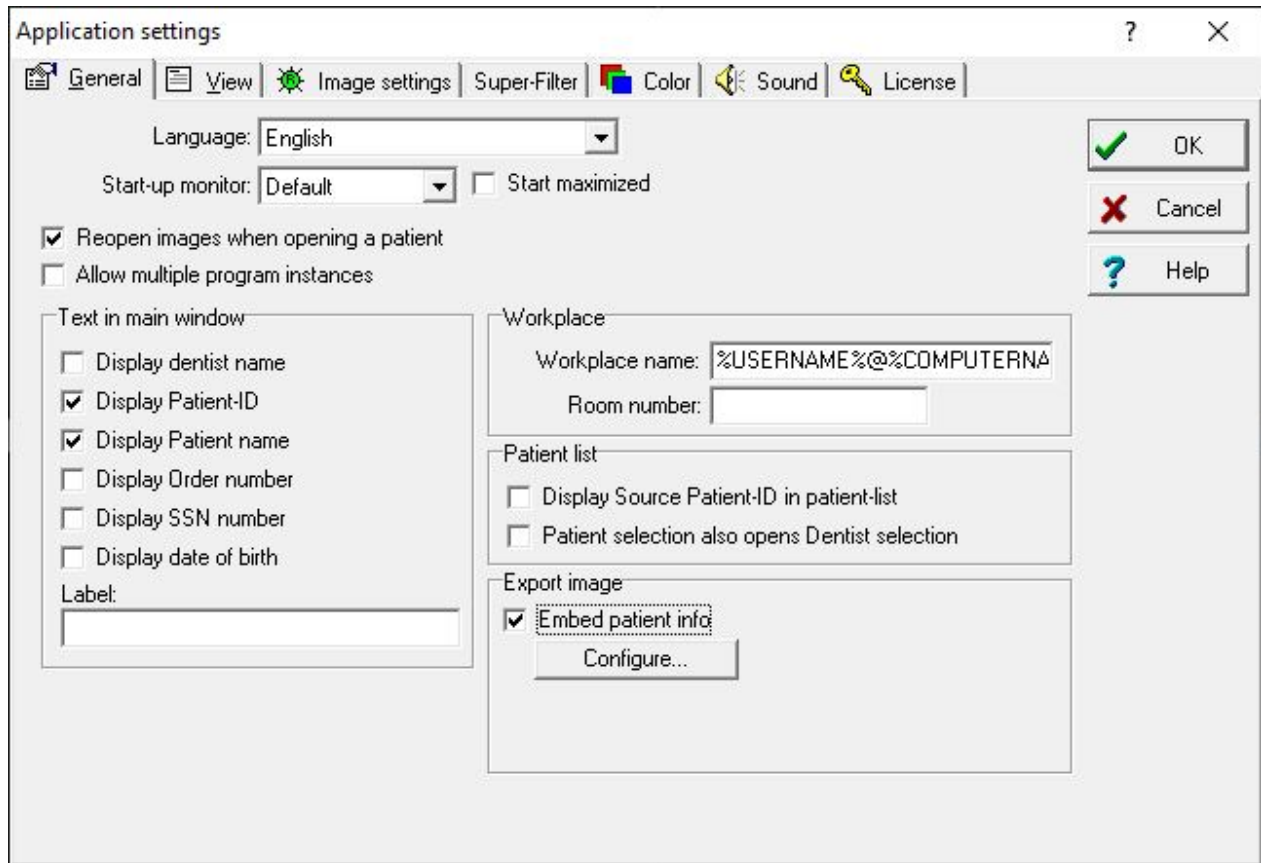 Application settings
General View Image settings Super-Filter Color Sound License
Language: English
OK
Start-up monitor: Default Start maximized
Cancel
Reopen images when opening a patient
Allow multiple program instances
Help
Text in main window
Display dentist name
Display Patient-ID
Display Patient name
Display Order number
Display SSN number
Display date of birth
Label:
Workplace
Workplace name: %USERNAME%@%COMPUTERNA
Room number:
Patient list
Display Source Patient-ID in patient-list
Patient selection also opens Dentist selection
Export image
Embed patient info
Configure...